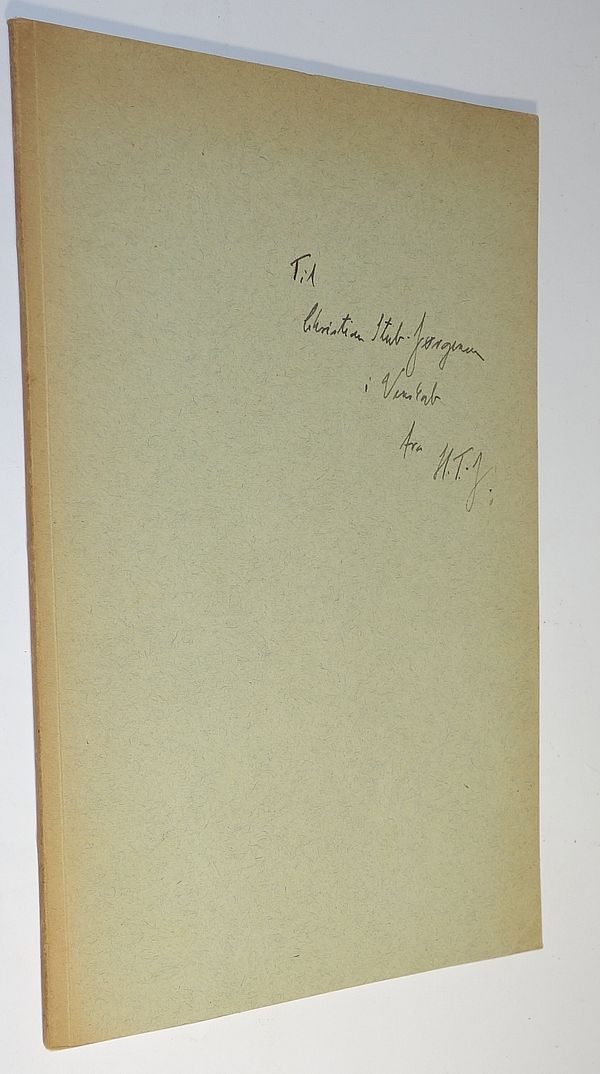 Til
Christian Stub-Jørgensen
i Venskab
fra H.T.J.